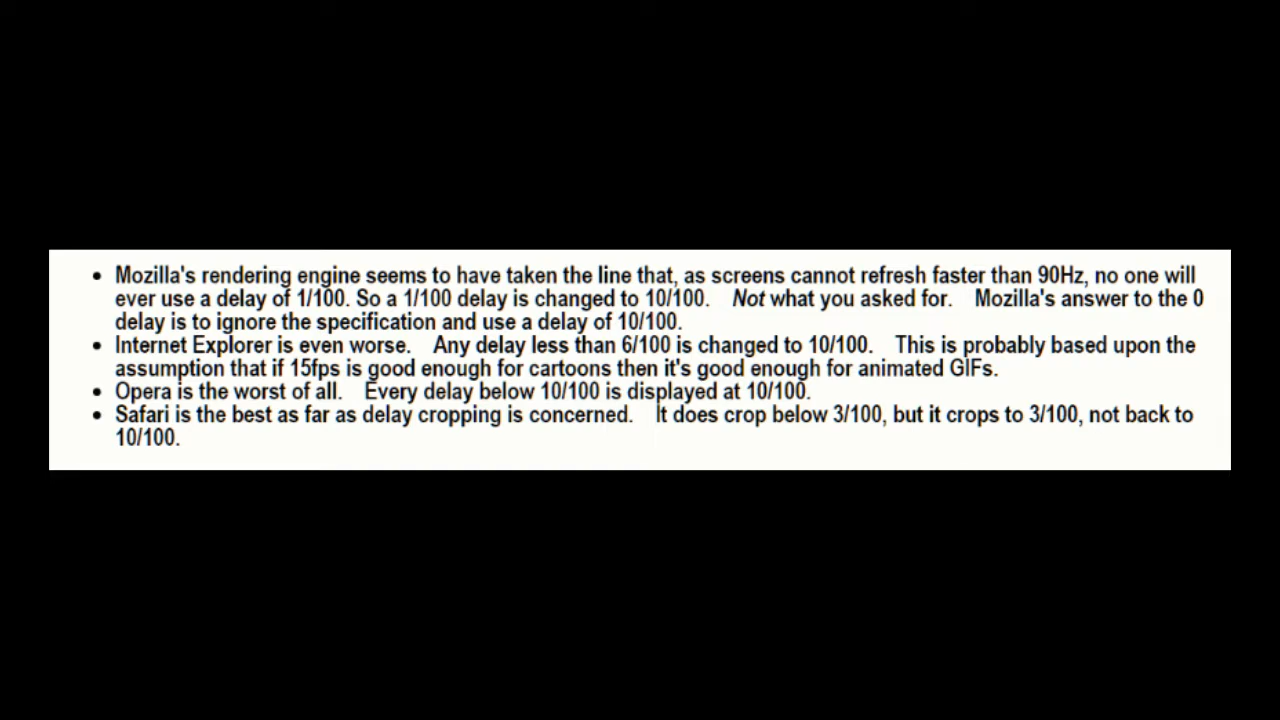 • Mozilla's rendering engine seems to have taken the line that, as screens cannot refresh faster than 90Hz, no one will
ever use a delay of 1/100. So a 1/100 delay is changed to 10/100. Not what you asked for. Mozilla's answer to the 0
delay is to ignore the specification and use a delay of 10/100.
• Internet Explorer is even worse. Any delay less than 6/100 is changed to 10/100. This is probably based upon the
assumption that if 15fps is good enough for cartoons then it's good enough for animated GIFs.
• Opera is the worst of all. Every delay below 10/100 is displayed at 10/100.
• Safari is the best as far as delay cropping is concerned. It does crop below 3/100, but it crops to 3/100, not back to
10/100.